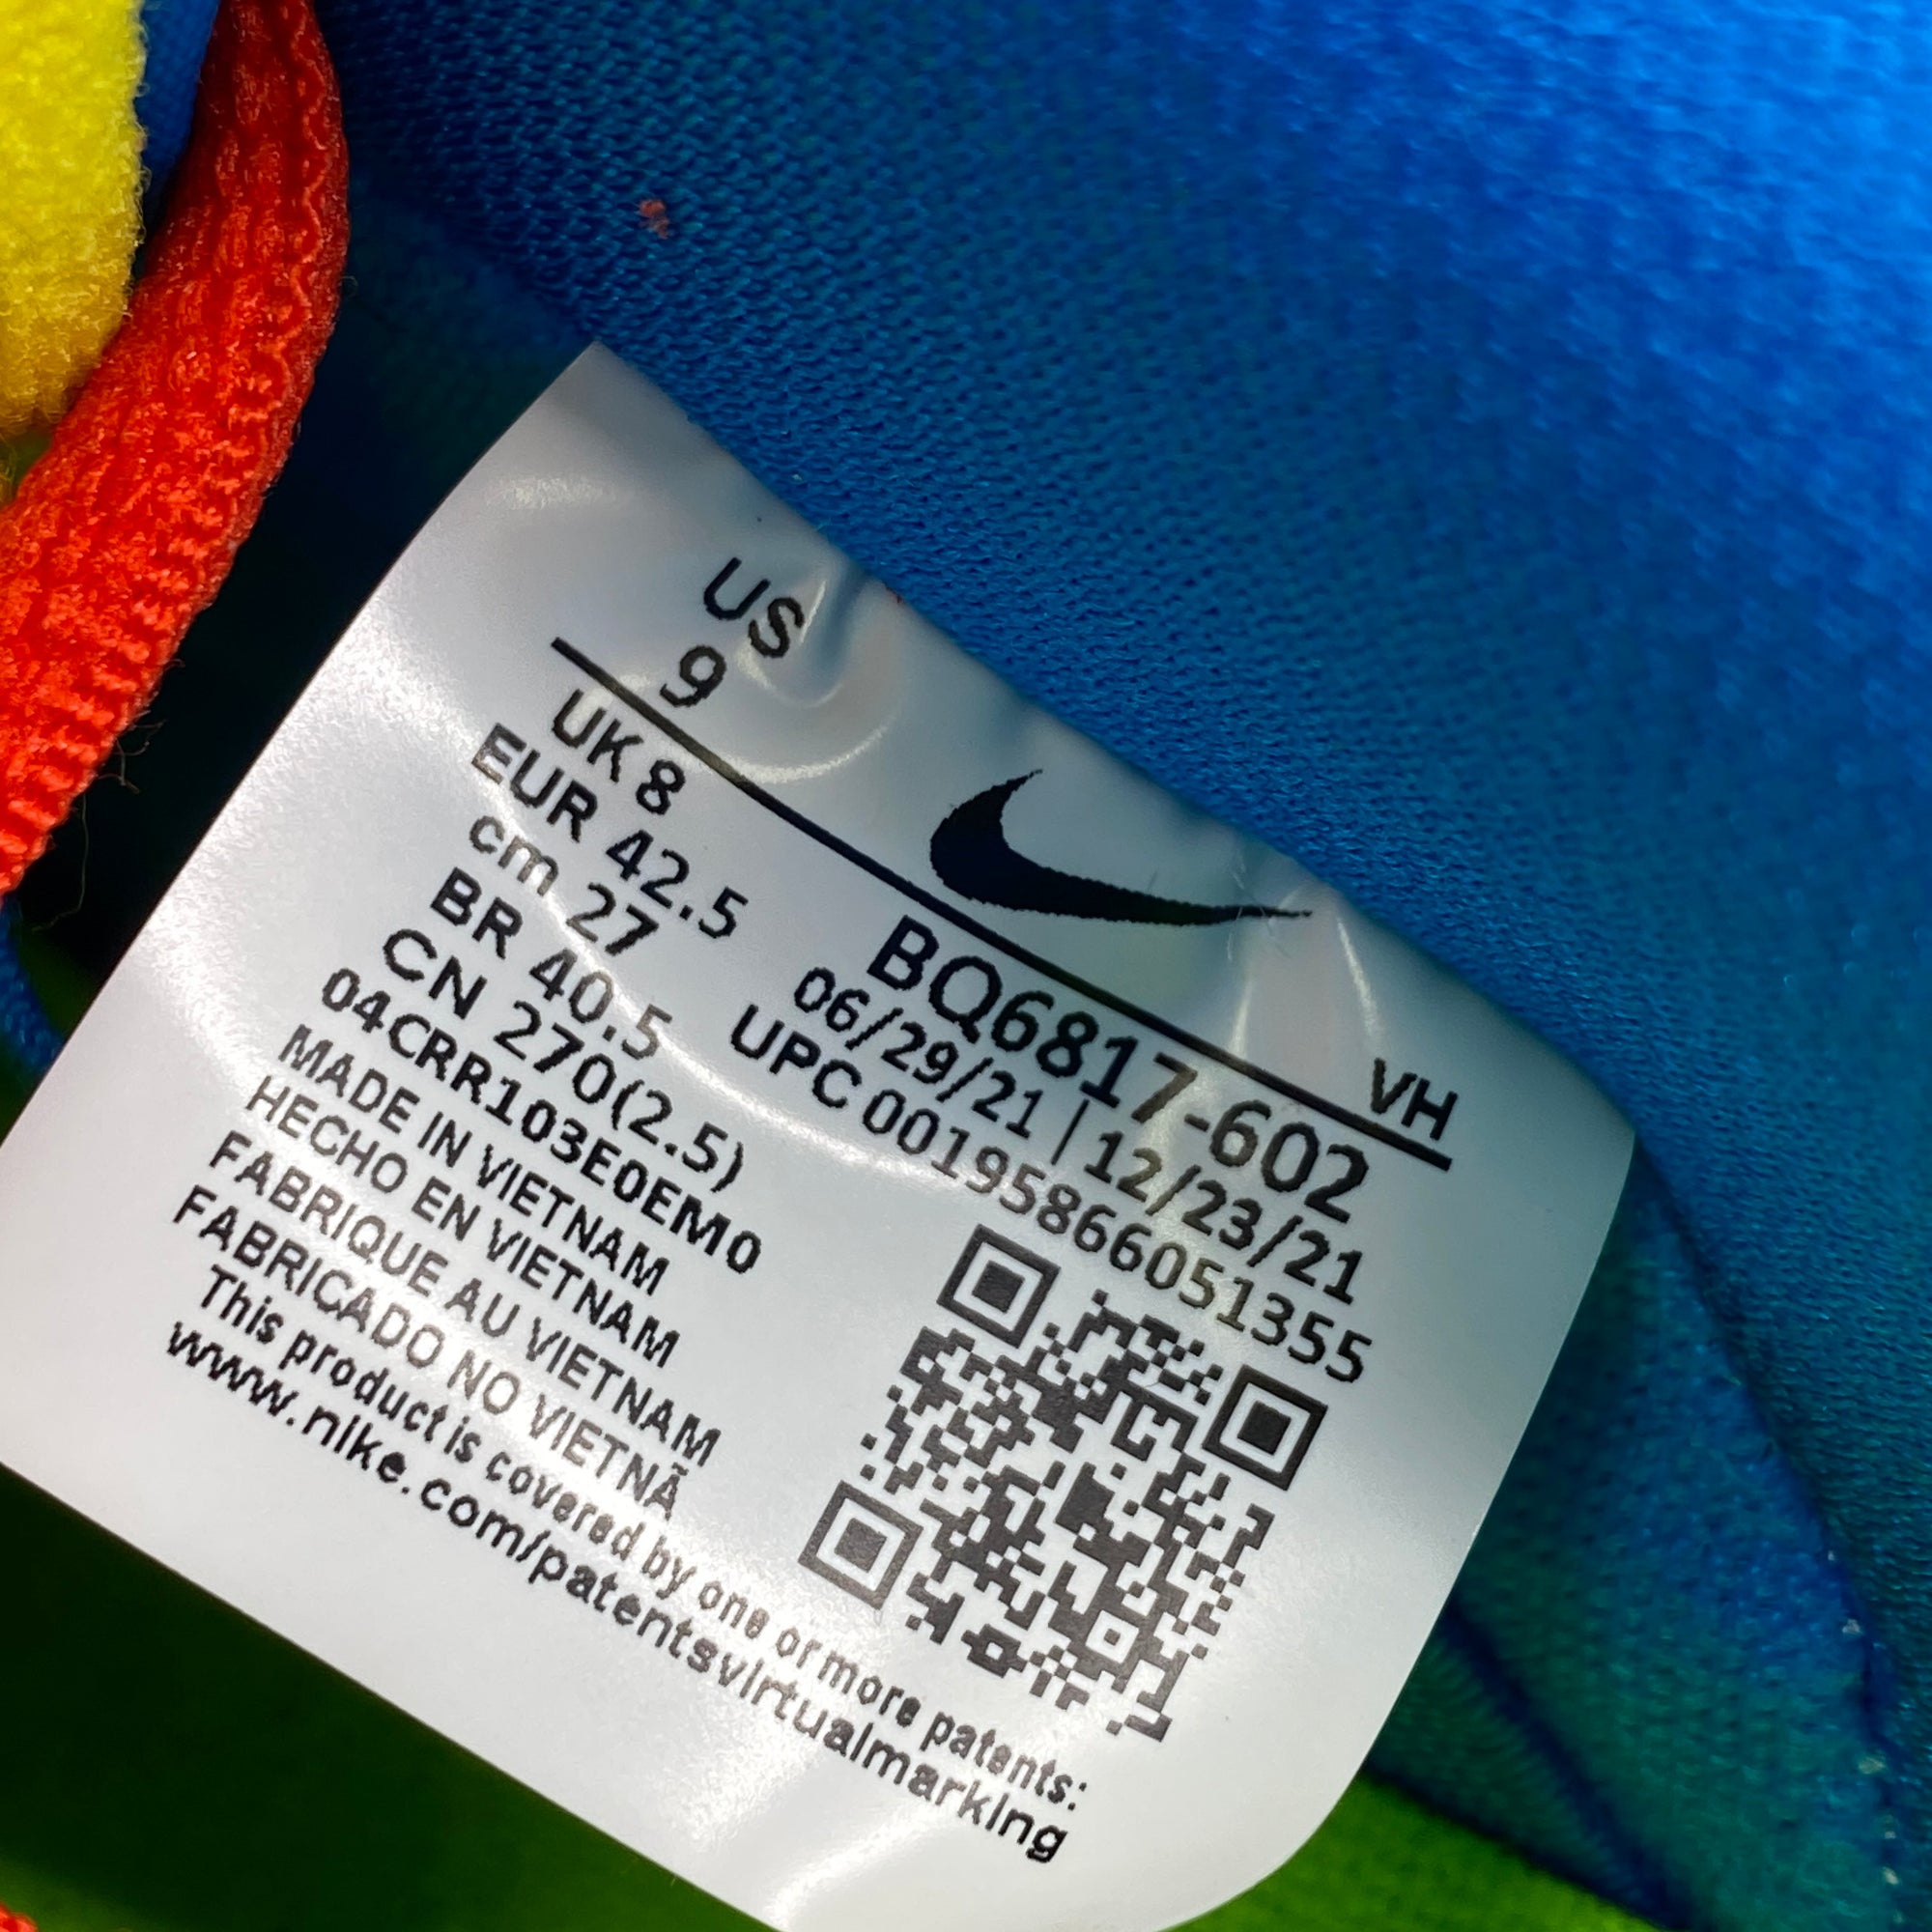 US
9
VH
UK 8
EUR 42.5
cm 27
BR 40.5
CN 270(2.5)
04CRR103E0EM0
BQ6817-602
06/29/21 | 12/23/21
UPC 00195866051355
MADE IN VIETNAM
HECHO EN VIETNAM
FABRIQUE AU VIETNAM
FABRICADO NO VIETNÃ
This product is covered by one or more patents:
www.nike.com/patentsvirtualmarking